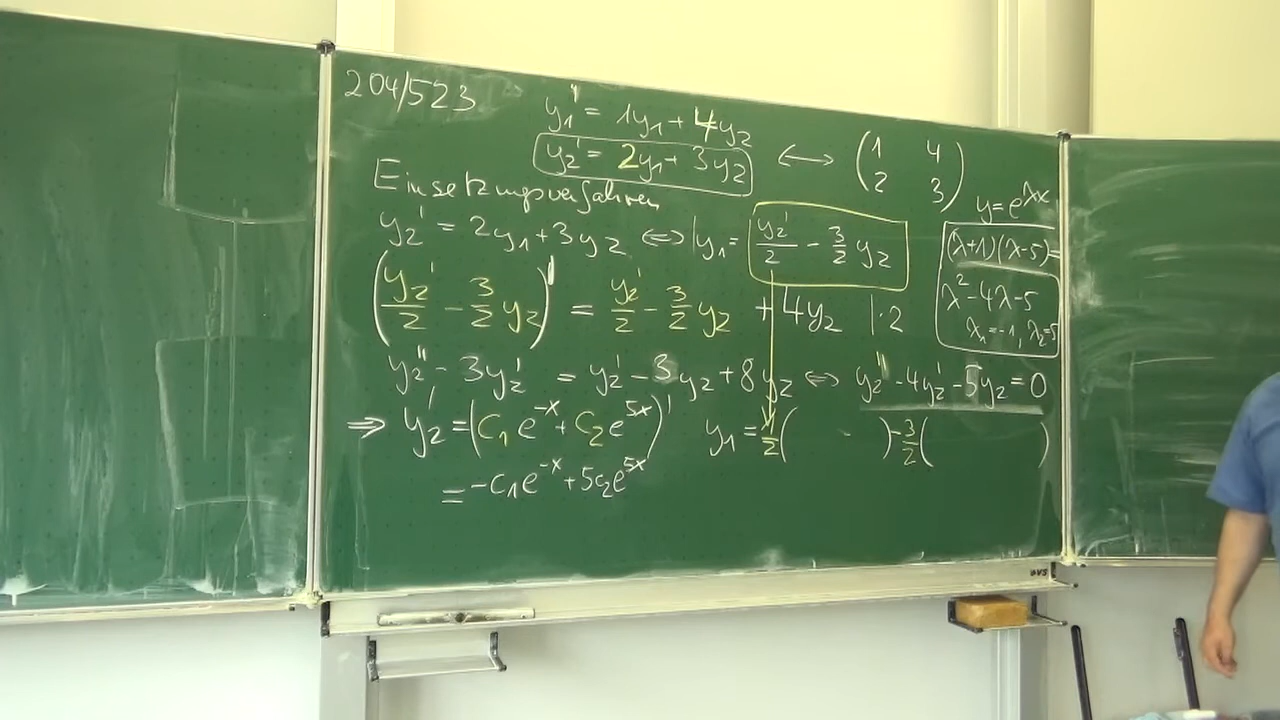 204/523
y₁' = 1y₁ + 4y₂
y₂' = 2y₁ + 3y₂ ⟷ (1 4
2 3)
Einsetzungsverfahren
y = e^λx
y₂' = 2y₁ + 3y₂ ⇔ | y₁ = y₂'/2 - 3/2 y₂
(λ+1)(λ-5)=
λ² - 4λ - 5
λ₁ = -1, λ₂ = 5
(y₂'/2 - 3/2 y₂)' = y₂'/2 - 3/2 y₂ + 4y₂ | · 2
y₂'' - 3y₂' = y₂' - 3y₂ + 8y₂ ⇔ y₂'' - 4y₂' - 5y₂ = 0
⇒ y₂' = (c₁e^-x + c₂e^5x)' y₁ = 1/2( - ) - 3/2( )
= -c₁e^-x + 5c₂e^5x